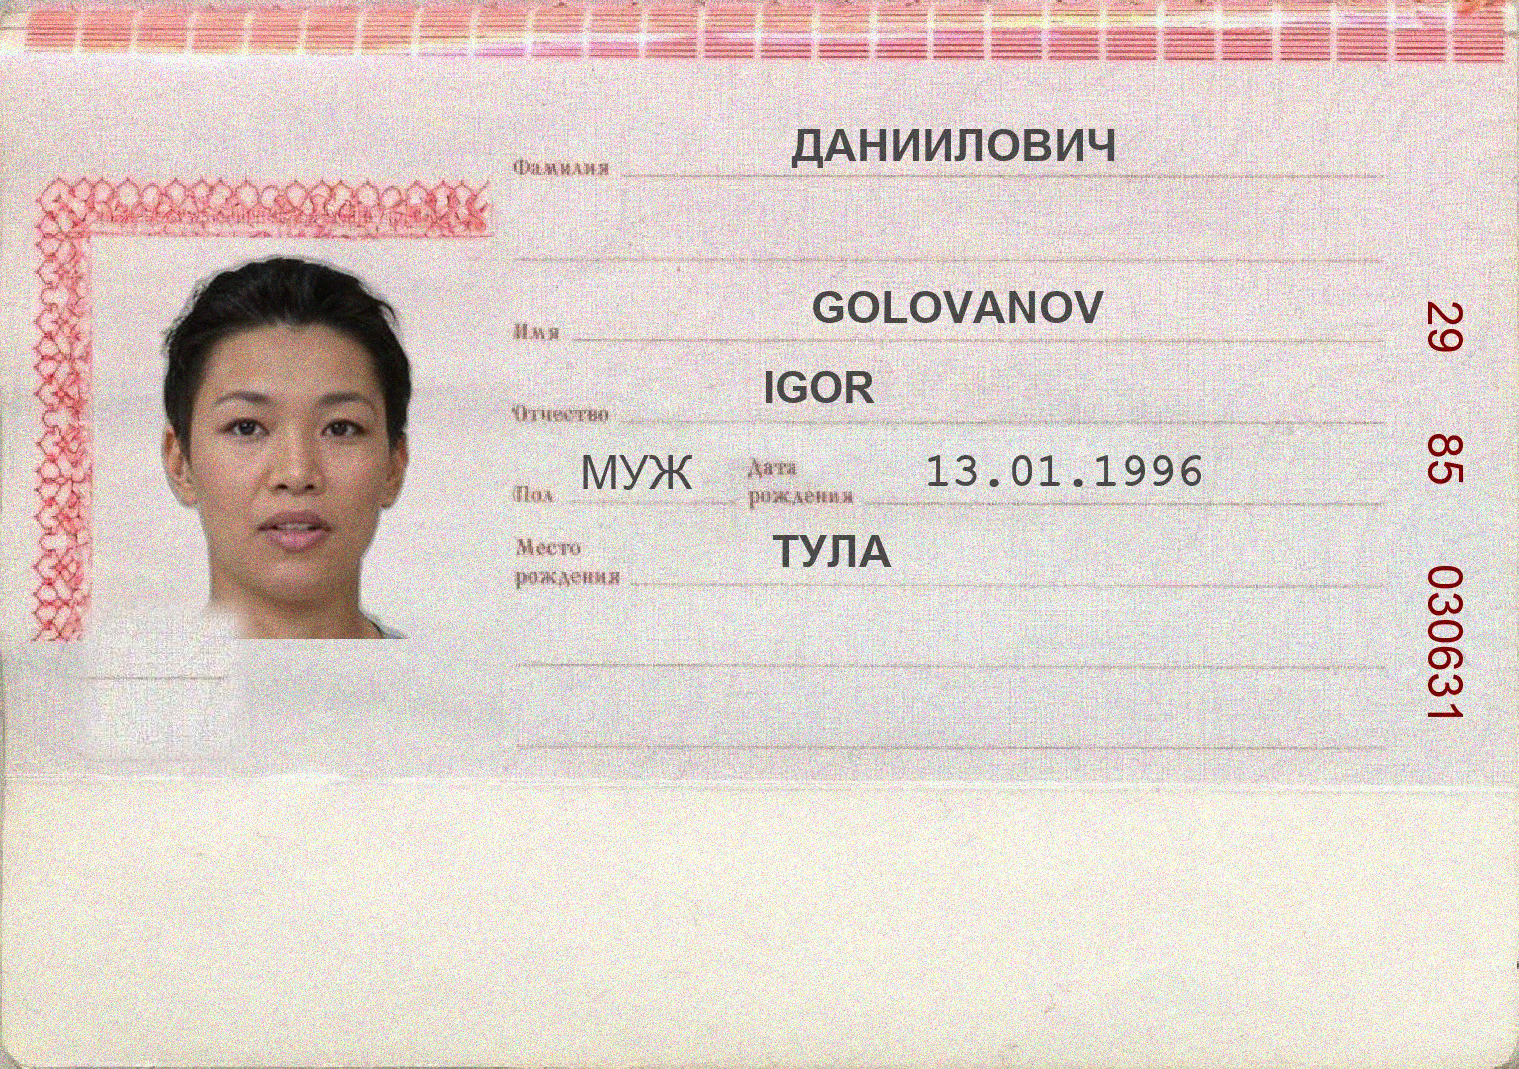 Фамилия ДАНИИЛОВИЧ
Имя GOLOVANOV
Отчество IGOR
Пол МУЖ Дата рождения 13.01.1996
Место рождения ТУЛА
29 85 030631